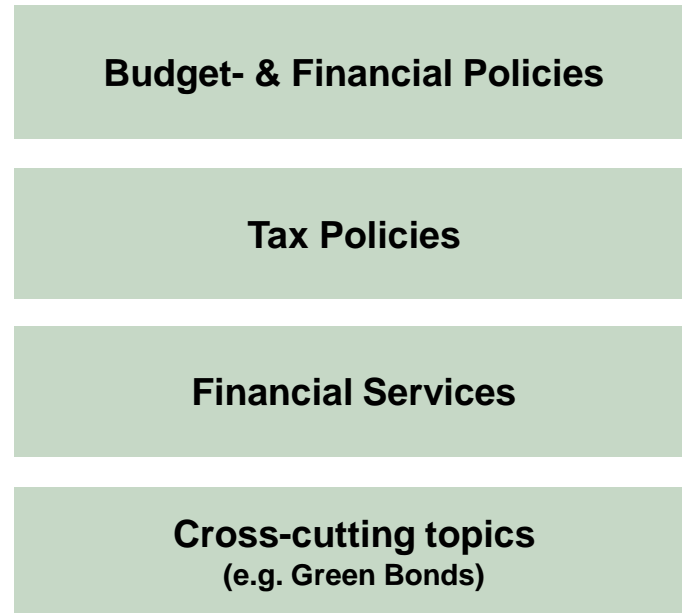 Budget- & Financial Policies
Tax Policies
Financial Services
Cross-cutting topics
(e.g. Green Bonds)